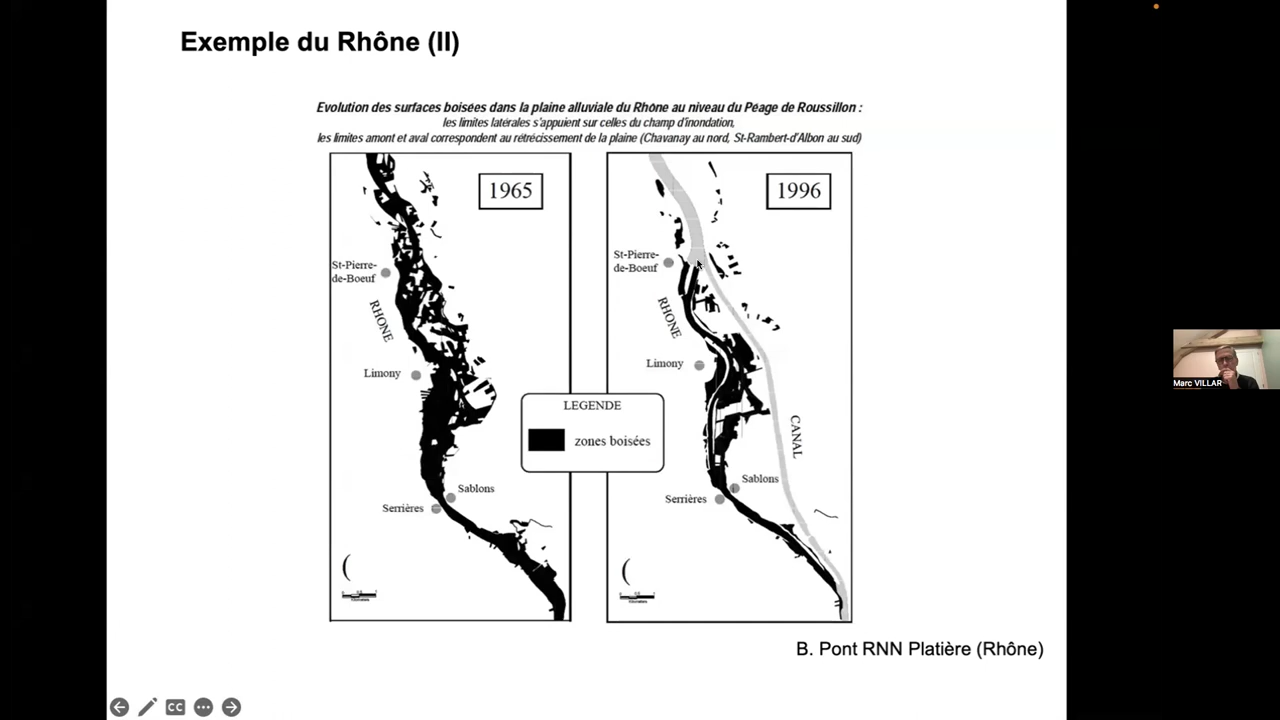 Exemple du Rhône (II)
Evolution des surfaces boisées dans la plaine alluviale du Rhône au niveau du Péage de Roussillon :
les limites latérales s'appuient sur celles du champ d'inondation,
les limites amont et aval correspondent au rétrécissement de la plaine (Chavanay au nord, St-Rambert-d'Albon au sud)
1965
St-Pierre-
de-Boeuf
RHONE
Limony
Sablons
Serrières
LEGENDE
zones boisées
1996
St-Pierre-
de-Boeuf
RHONE
Limony
CANAL
Sablons
Serrières
B. Pont RNN Platière (Rhône)
CC
Marc VILLAR